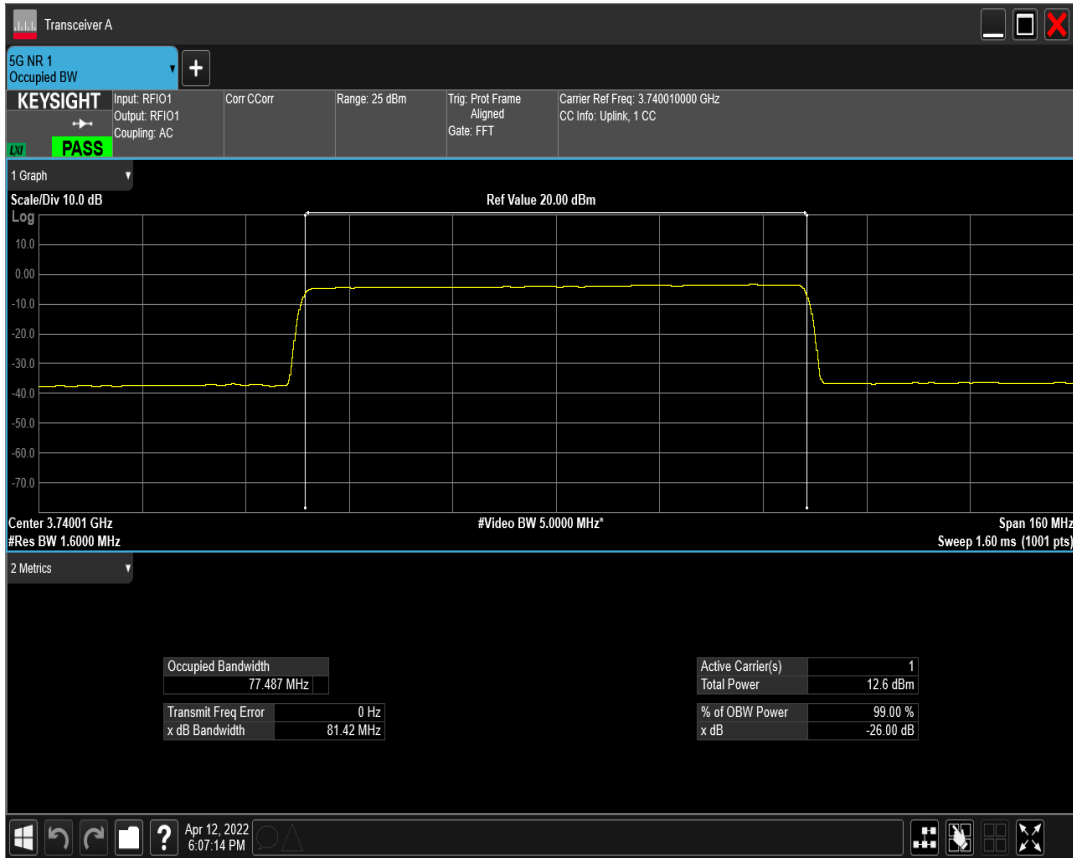 Transceiver A
5G NR 1
Occupied BW
+
KEYSIGHT
LXI
PASS
Input: RFIO1
Output: RFIO1
Coupling: AC
Corr CCorr
Range: 25 dBm
Trig: Prot Frame
Aligned
Gate: FFT
Carrier Ref Freq: 3.740010000 GHz
CC Info: Uplink, 1 CC
1 Graph
Scale/Div 10.0 dB
Ref Value 20.00 dBm
Log
10.0
0.00
-10.0
-20.0
-30.0
-40.0
-50.0
-60.0
-70.0
Center 3.74001 GHz
#Video BW 5.0000 MHz*
Span 160 MHz
#Res BW 1.6000 MHz
Sweep 1.60 ms (1001 pts)
2 Metrics
Occupied Bandwidth
77.487 MHz
Transmit Freq Error 0 Hz
x dB Bandwidth 81.42 MHz
Active Carrier(s) 1
Total Power 12.6 dBm
% of OBW Power 99.00 %
x dB -26.00 dB
?
Apr 12, 2022
6:07:14 PM